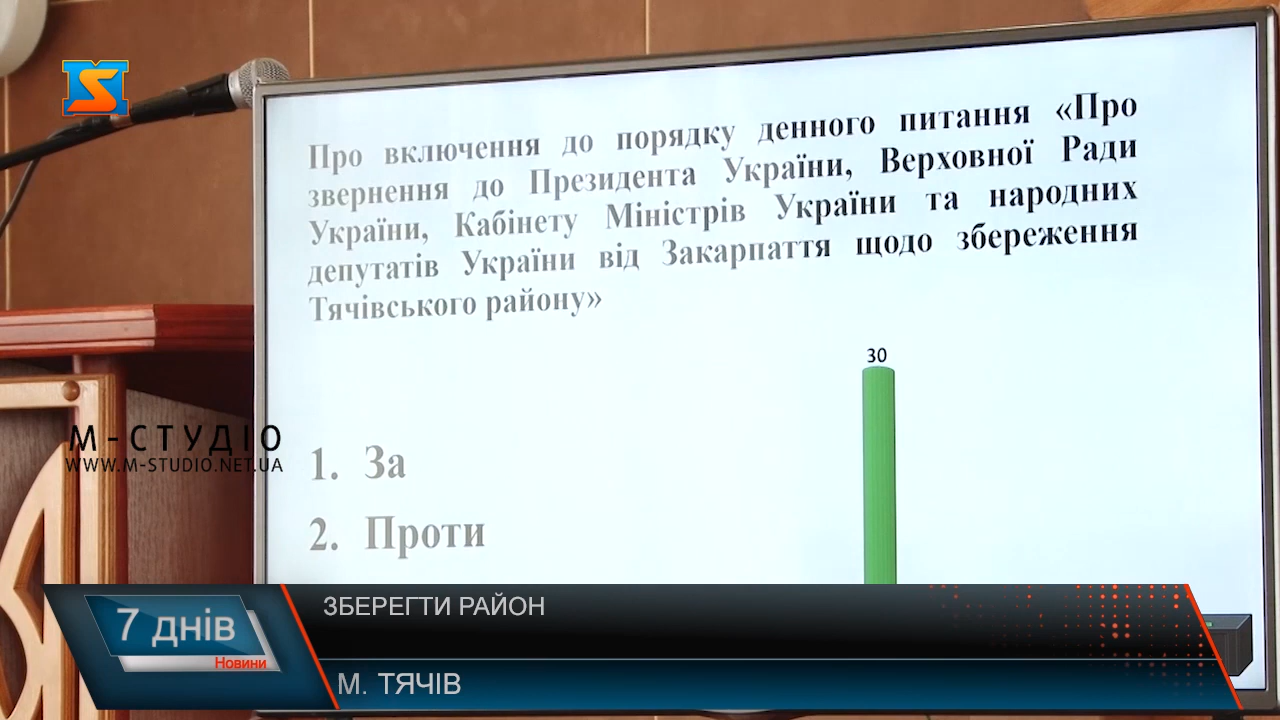 Про включення до порядку денного питання «Про
звернення до Президента України, Верховної Ради
України, Кабінету Міністрів України та народних
депутатів України від Закарпаття щодо збереження
Тячівського району»
30
М-СТУДІО
WWW.M-STUDIO.NET.UA
1. За
2. Проти
7 днів
Новини
ЗБЕРЕГТИ РАЙОН
М. ТЯЧІВ